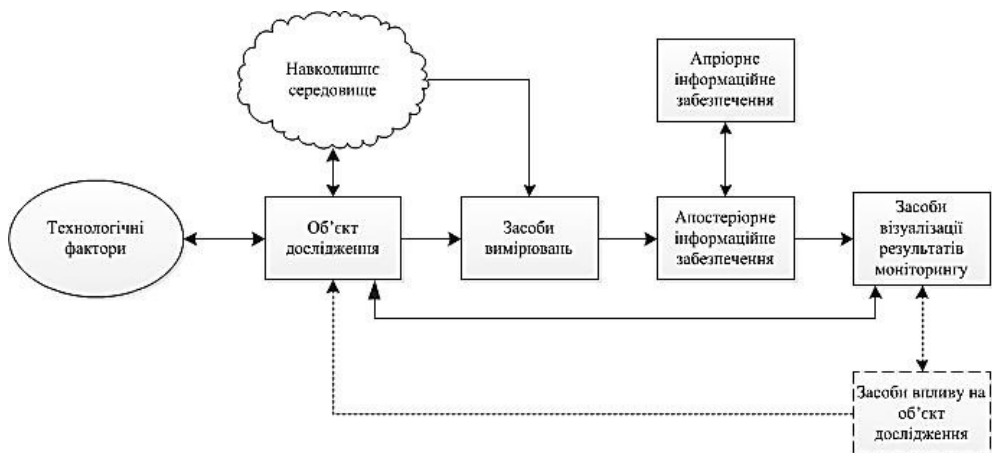 Навколишнє
середовище
Апріорне
інформаційне
забезпечення
Технологічні
фактори
Об’єкт
дослідження
Засоби
вимірювань
Апостеріорне
інформаційне
забезпечення
Засоби
візуалізації
результатів
моніторингу
Засоби впливу на
об’єкт
дослідження